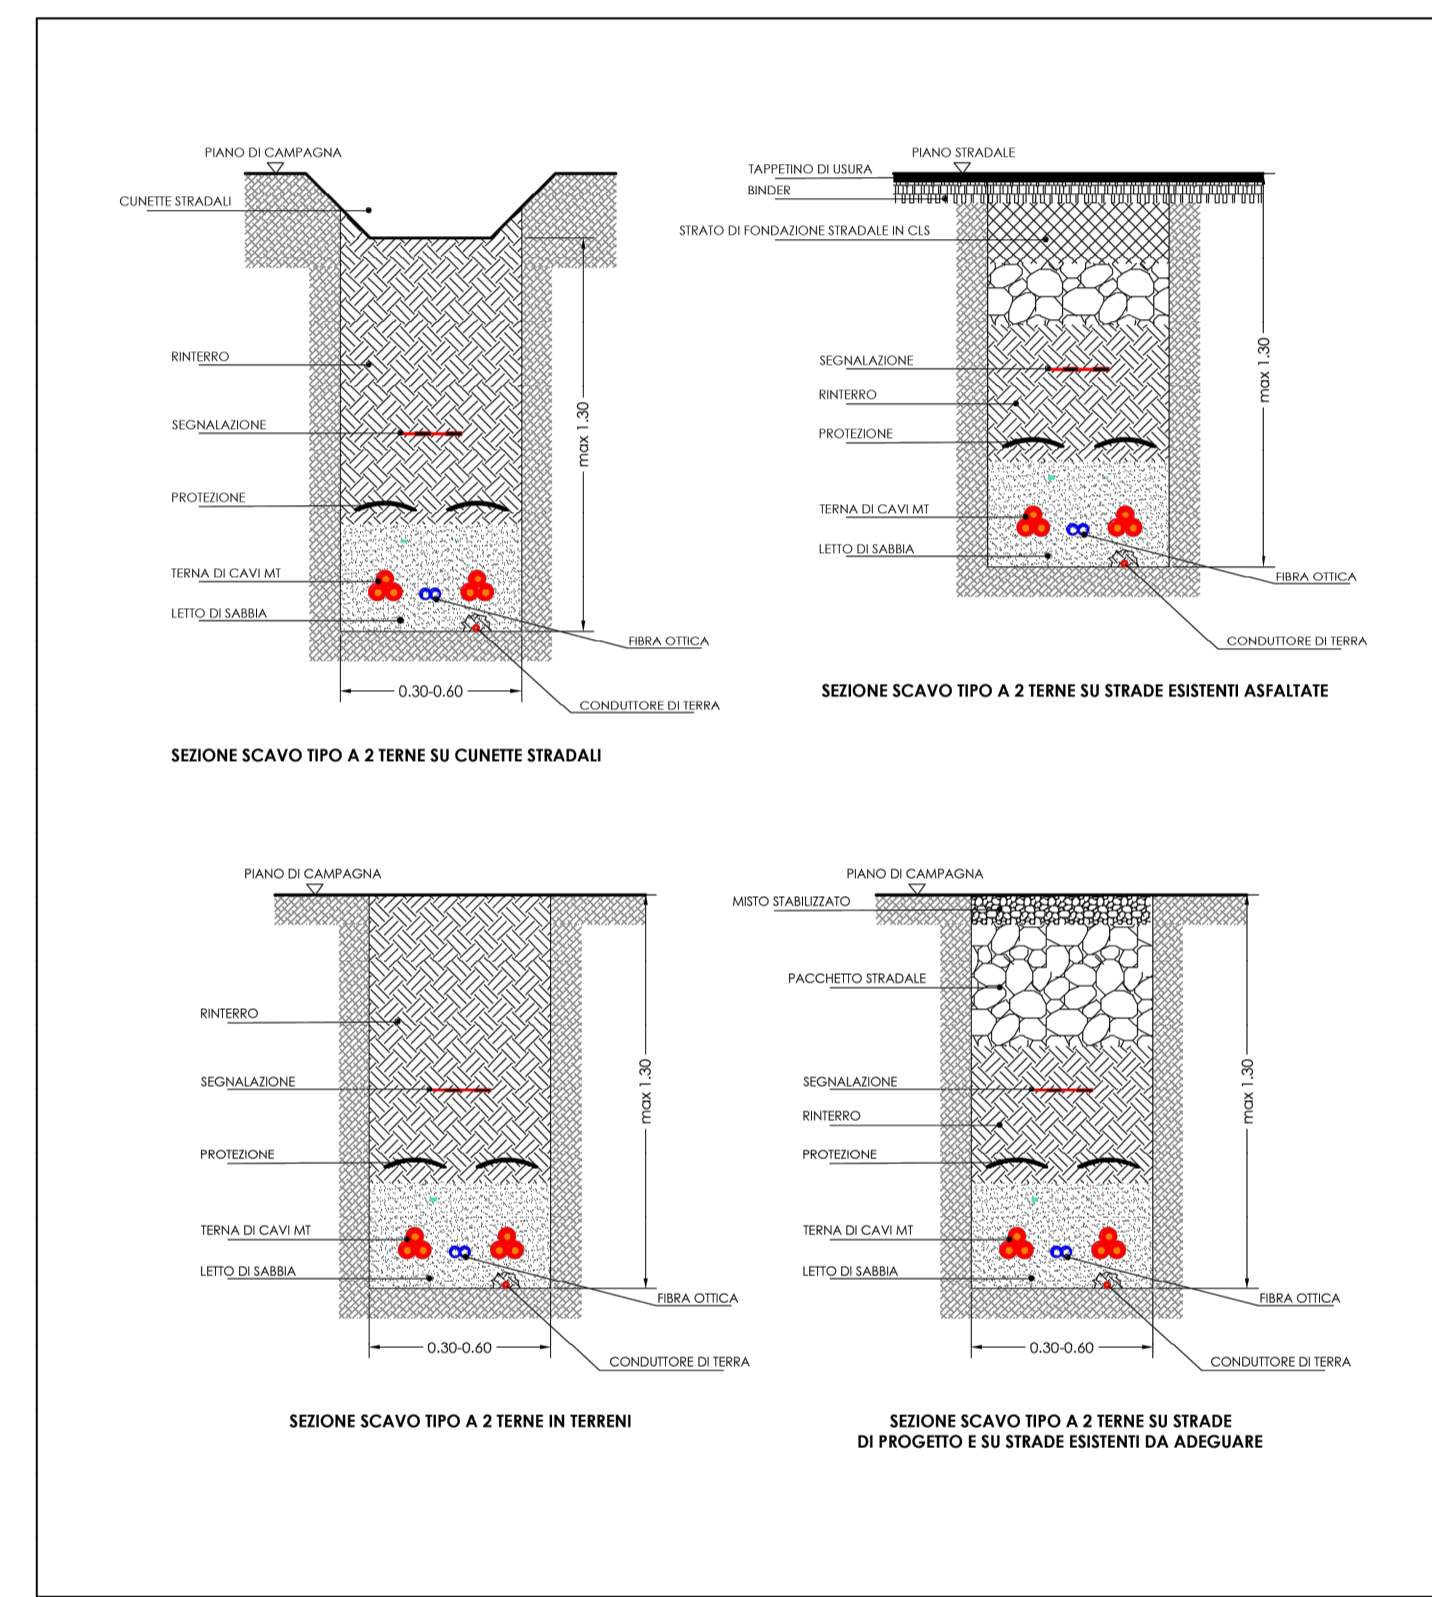 PIANO DI CAMPAGNA
CUNETTE STRADALI
RINTERRO
SEGNALAZIONE
PROTEZIONE
TERNA DI CAVI MT
LETTO DI SABBIA
max 1.30
FIBRA OTTICA
0.30-0.60
CONDUTTORE DI TERRA
SEZIONE SCAVO TIPO A 2 TERNE SU CUNETTE STRADALI
PIANO STRADALE
TAPPETINO DI USURA
BINDER
STRATO DI FONDAZIONE STRADALE IN CLS
SEGNALAZIONE
RINTERRO
PROTEZIONE
TERNA DI CAVI MT
LETTO DI SABBIA
max 1.30
FIBRA OTTICA
CONDUTTORE DI TERRA
SEZIONE SCAVO TIPO A 2 TERNE SU STRADE ESISTENTI ASFALTATE
PIANO DI CAMPAGNA
RINTERRO
SEGNALAZIONE
PROTEZIONE
TERNA DI CAVI MT
LETTO DI SABBIA
max 1.30
FIBRA OTTICA
0.30-0.60
CONDUTTORE DI TERRA
SEZIONE SCAVO TIPO A 2 TERNE IN TERRENI
PIANO DI CAMPAGNA
MISTO STABILIZZATO
PACCHETTO STRADALE
SEGNALAZIONE
RINTERRO
PROTEZIONE
TERNA DI CAVI MT
LETTO DI SABBIA
max 1.30
FIBRA OTTICA
0.30-0.60
CONDUTTORE DI TERRA
SEZIONE SCAVO TIPO A 2 TERNE SU STRADE
DI PROGETTO E SU STRADE ESISTENTI DA ADEGUARE